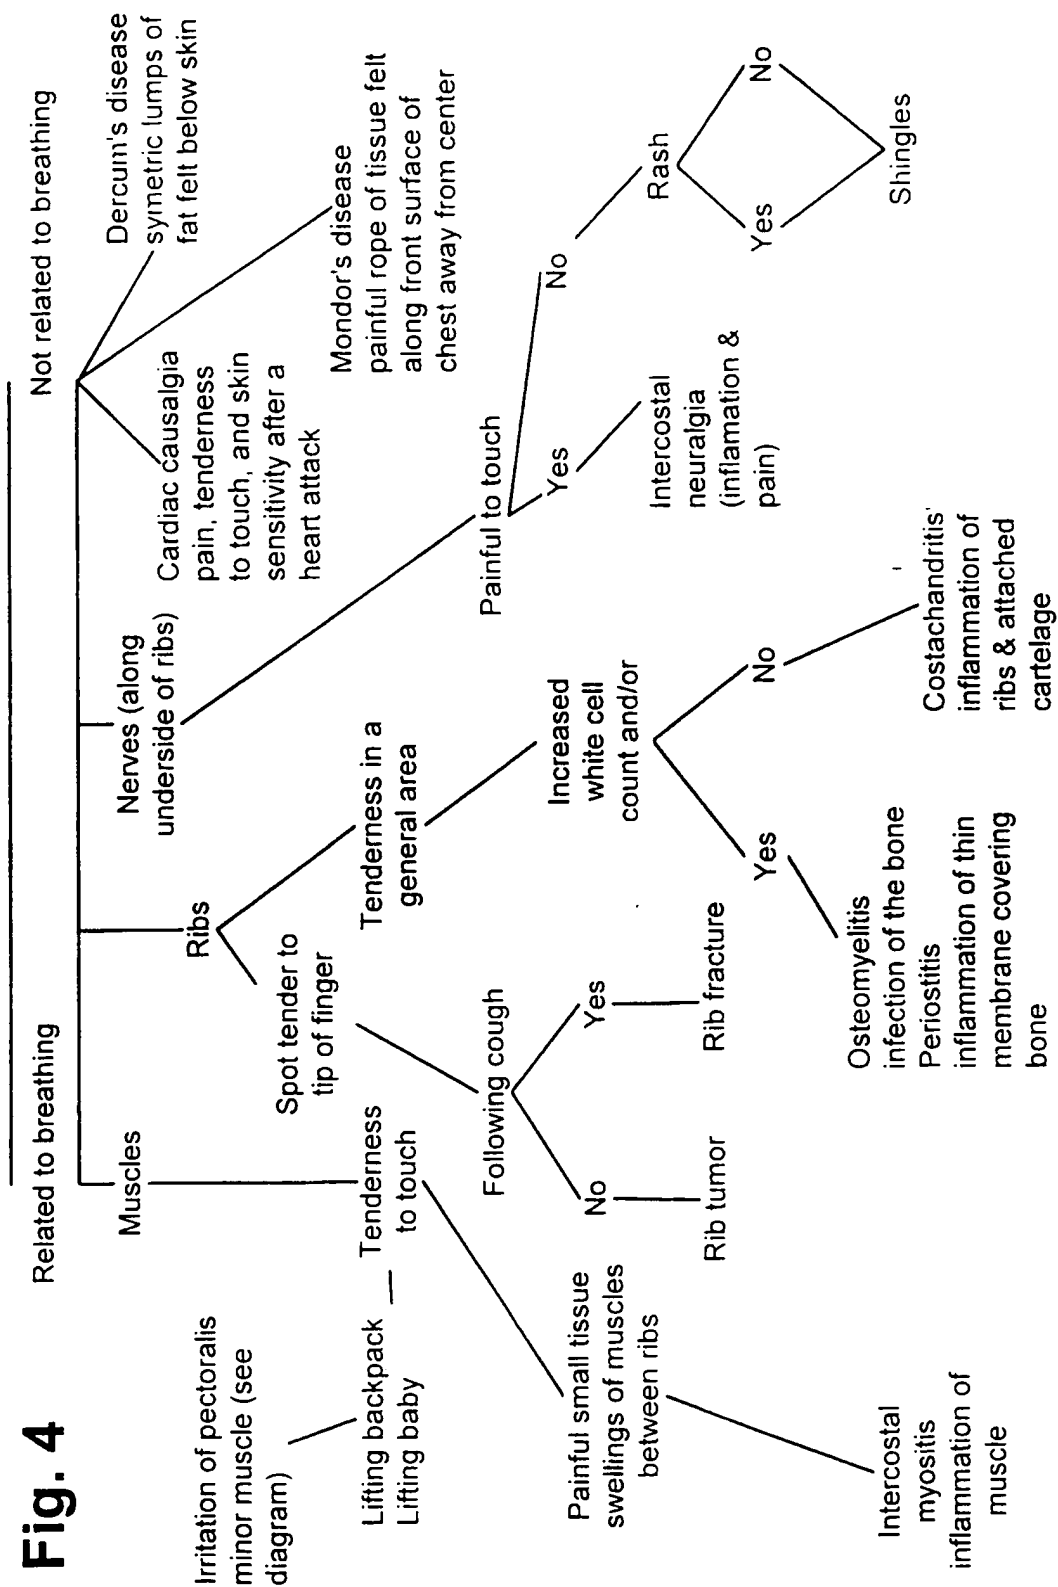 Fig. 4
Related to breathing
Not related to breathing
Muscles
Ribs
Nerves (along
underside of ribs)
Cardiac causalgia
pain, tenderness
to touch, and skin
sensitivity after a
heart attack
Dercum's disease
symetric lumps of
fat felt below skin
Mondor's disease
painful rope of tissue felt
along front surface of
chest away from center
Irritation of pectoralis
minor muscle (see
diagram)
Lifting backpack
Lifting baby
Tenderness
to touch
Spot tender to
tip of finger
Tenderness in a
general area
Painful to touch
Following cough
Increased
white cell
count and/or
No
Yes
Rash
Painful small tissue
swellings of muscles
between ribs
No
Yes
Rib tumor
Rib fracture
Yes
No
Intercostal
neuralgia
(inflamation &
pain)
Yes
No
Shingles
Intercostal
myositis
inflammation of
muscle
Osteomyelitis
infection of the bone
Periostitis
inflammation of thin
membrane covering
bone
Costachandritis'
inflammation of
ribs & attached
cartelage